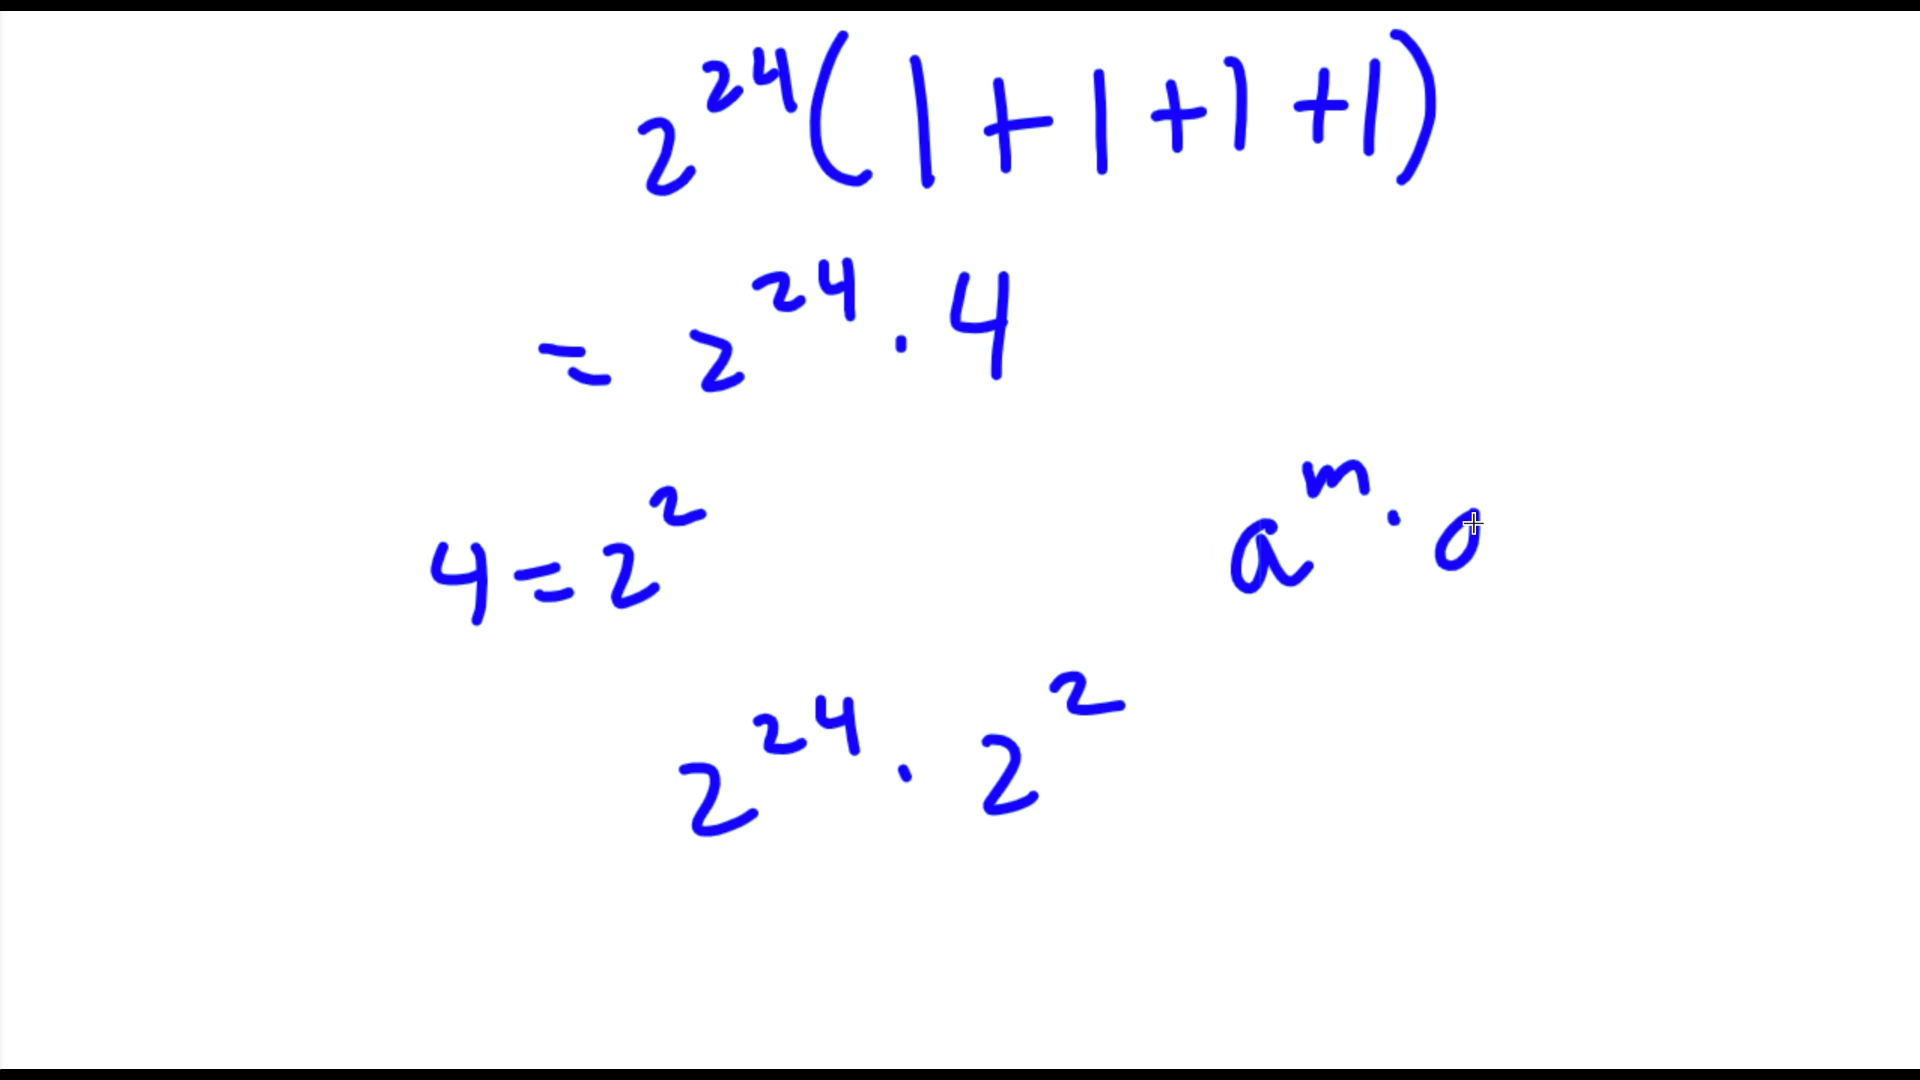 2^24(1+1+1+1)
= 2^24 · 4
4=2^2
a^m ·
2^24 · 2^2